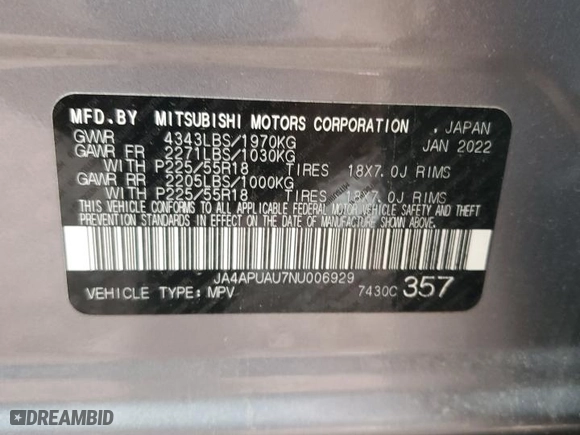 MFD.BY MITSUBISHI MOTORS CORPORATION . JAPAN
GVWR 4343LBS/1970KG JAN 2022
GAWR FR 2271LBS/1030KG
WITH P225/55R18 TIRES 18X7.0J RIMS
GAWR RR 2205LBS/1000KG
WITH P225/55R18 TIRES 18X7.0J RIMS
THIS VEHICLE CONFORMS TO ALL APPLICABLE FEDERAL MOTOR VEHICLE SAFETY AND THEFT
PREVENTION STANDARDS IN EFFECT ON THE DATE OF MANUFACTURE SHOWN ABOVE.
JA4APUAU7NU006929
VEHICLE TYPE: MPV 7430C 357
DREAMBID